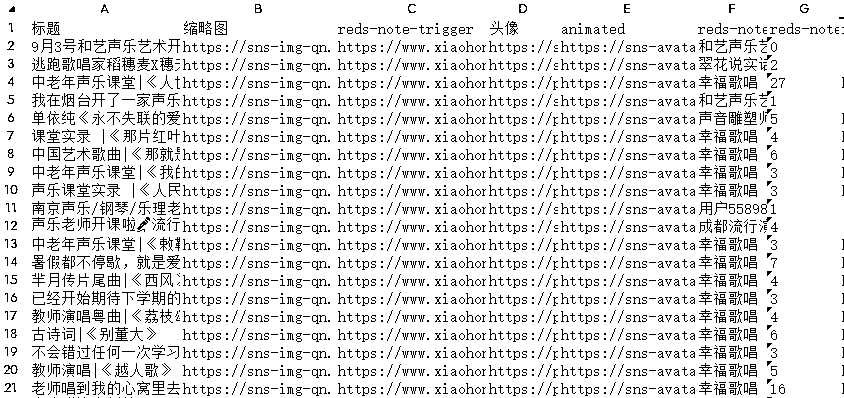 A B C D E F G
1 标题 缩略图 reds-note-trigger 头像 animated reds-note reds-note-
2 9月3号和艺声乐艺术开 https://sns-img-qn. https://www.xiaohon https://s https://sns-avata 和艺声乐艺 0
3 逃跑歌唱家稻穗麦X穗 https://sns-img-qn. https://www.xiaohon https://s https://sns-avata 翠花说实话 2
4 中老年声乐课堂|《人 https://sns-img-qn. https://www.xiaohon https://p https://sns-avata 幸福歌唱 27
5 我在烟台开了一家声乐 https://sns-img-qn. https://www.xiaohon https://s https://sns-avata 和艺声乐艺 1
6 单依纯《永不失联的爱 https://sns-img-qn. https://www.xiaohon https://p https://sns-avata 声音雕塑师 5
7 课堂实录 |《那片红叶 https://sns-img-qn. https://www.xiaohon https://p https://sns-avata 幸福歌唱 4
8 中国艺术歌曲|《那就是 https://sns-img-qn. https://www.xiaohon https://p https://sns-avata 幸福歌唱 6
9 中老年声乐课堂|《我的 https://sns-img-qn. https://www.xiaohon https://p https://sns-avata 幸福歌唱 3
10 声乐课堂实录 |《人民 https://sns-img-qn. https://www.xiaohon https://p https://sns-avata 幸福歌唱 3
11 南京声乐/钢琴/乐理老 https://sns-img-qn. https://www.xiaohon https://s https://sns-avata 用户55898 1
12 声乐老师开课啦🎤流行 https://sns-img-qn. https://www.xiaohon https://s https://sns-avata 成都流行 4
13 中老年声乐课堂|《敕勒 https://sns-img-qn. https://www.xiaohon https://p https://sns-avata 幸福歌唱 3
14 暑假都不停歇，就是爱 https://sns-img-qn. https://www.xiaohon https://p https://sns-avata 幸福歌唱 7
15 芈月传片尾曲|《西风 https://sns-img-qn. https://www.xiaohon https://p https://sns-avata 幸福歌唱 4
16 已经开始期待下学期的 https://sns-img-qn. https://www.xiaohon https://p https://sns-avata 幸福歌唱 3
17 教师演唱粤曲|《荔枝 https://sns-img-qn. https://www.xiaohon https://p https://sns-avata 幸福歌唱 4
18 古诗词|《别董大》 https://sns-img-qn. https://www.xiaohon https://p https://sns-avata 幸福歌唱 6
19 不会错过任何一次学习 https://sns-img-qn. https://www.xiaohon https://p https://sns-avata 幸福歌唱 3
20 教师演唱|《越人歌》 https://sns-img-qn. https://www.xiaohon https://p https://sns-avata 幸福歌唱 5
21 老师唱到我的心窝里去 https://sns-img-qn. https://www.xiaohon https://p https://sns-avata 幸福歌唱 16